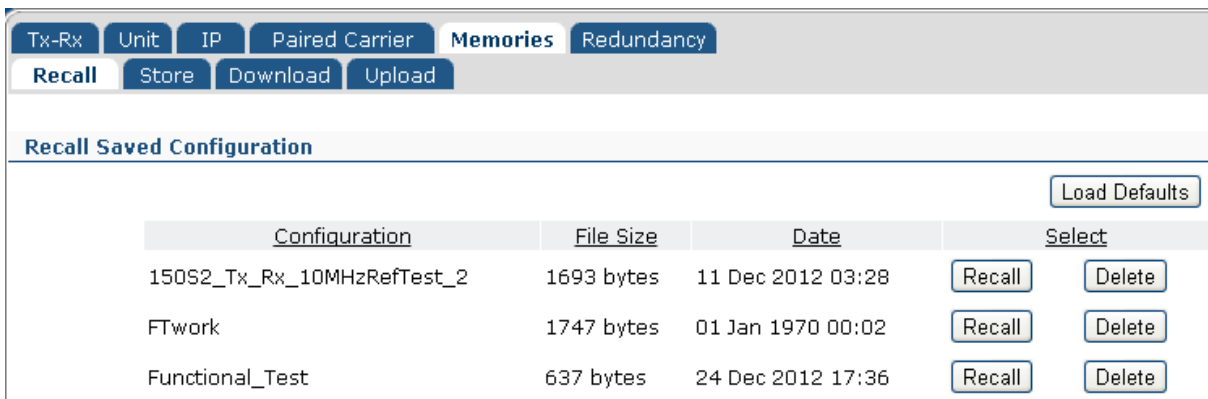 Tx-Rx Unit IP Paired Carrier Memories Redundancy
Recall Store Download Upload
Recall Saved Configuration
Load Defaults
Configuration File Size Date Select
150S2_Tx_Rx_10MHzRefTest_2 1693 bytes 11 Dec 2012 03:28 Recall Delete
FTwork 1747 bytes 01 Jan 1970 00:02 Recall Delete
Functional_Test 637 bytes 24 Dec 2012 17:36 Recall Delete